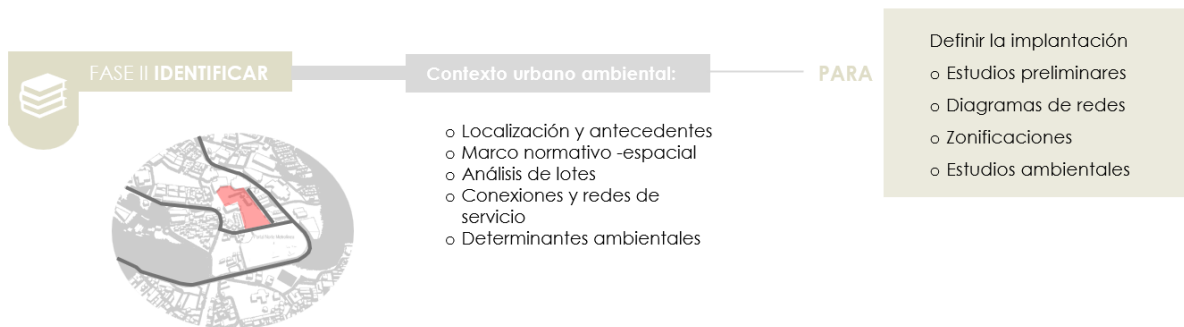 FASE II IDENTIFICAR
Contexto urbano ambiental:
o Localización y antecedentes
o Marco normativo -espacial
o Análisis de lotes
o Conexiones y redes de
servicio
o Determinantes ambientales
PARA
Definir la implantación
o Estudios preliminares
o Diagramas de redes
o Zonificaciones
o Estudios ambientales